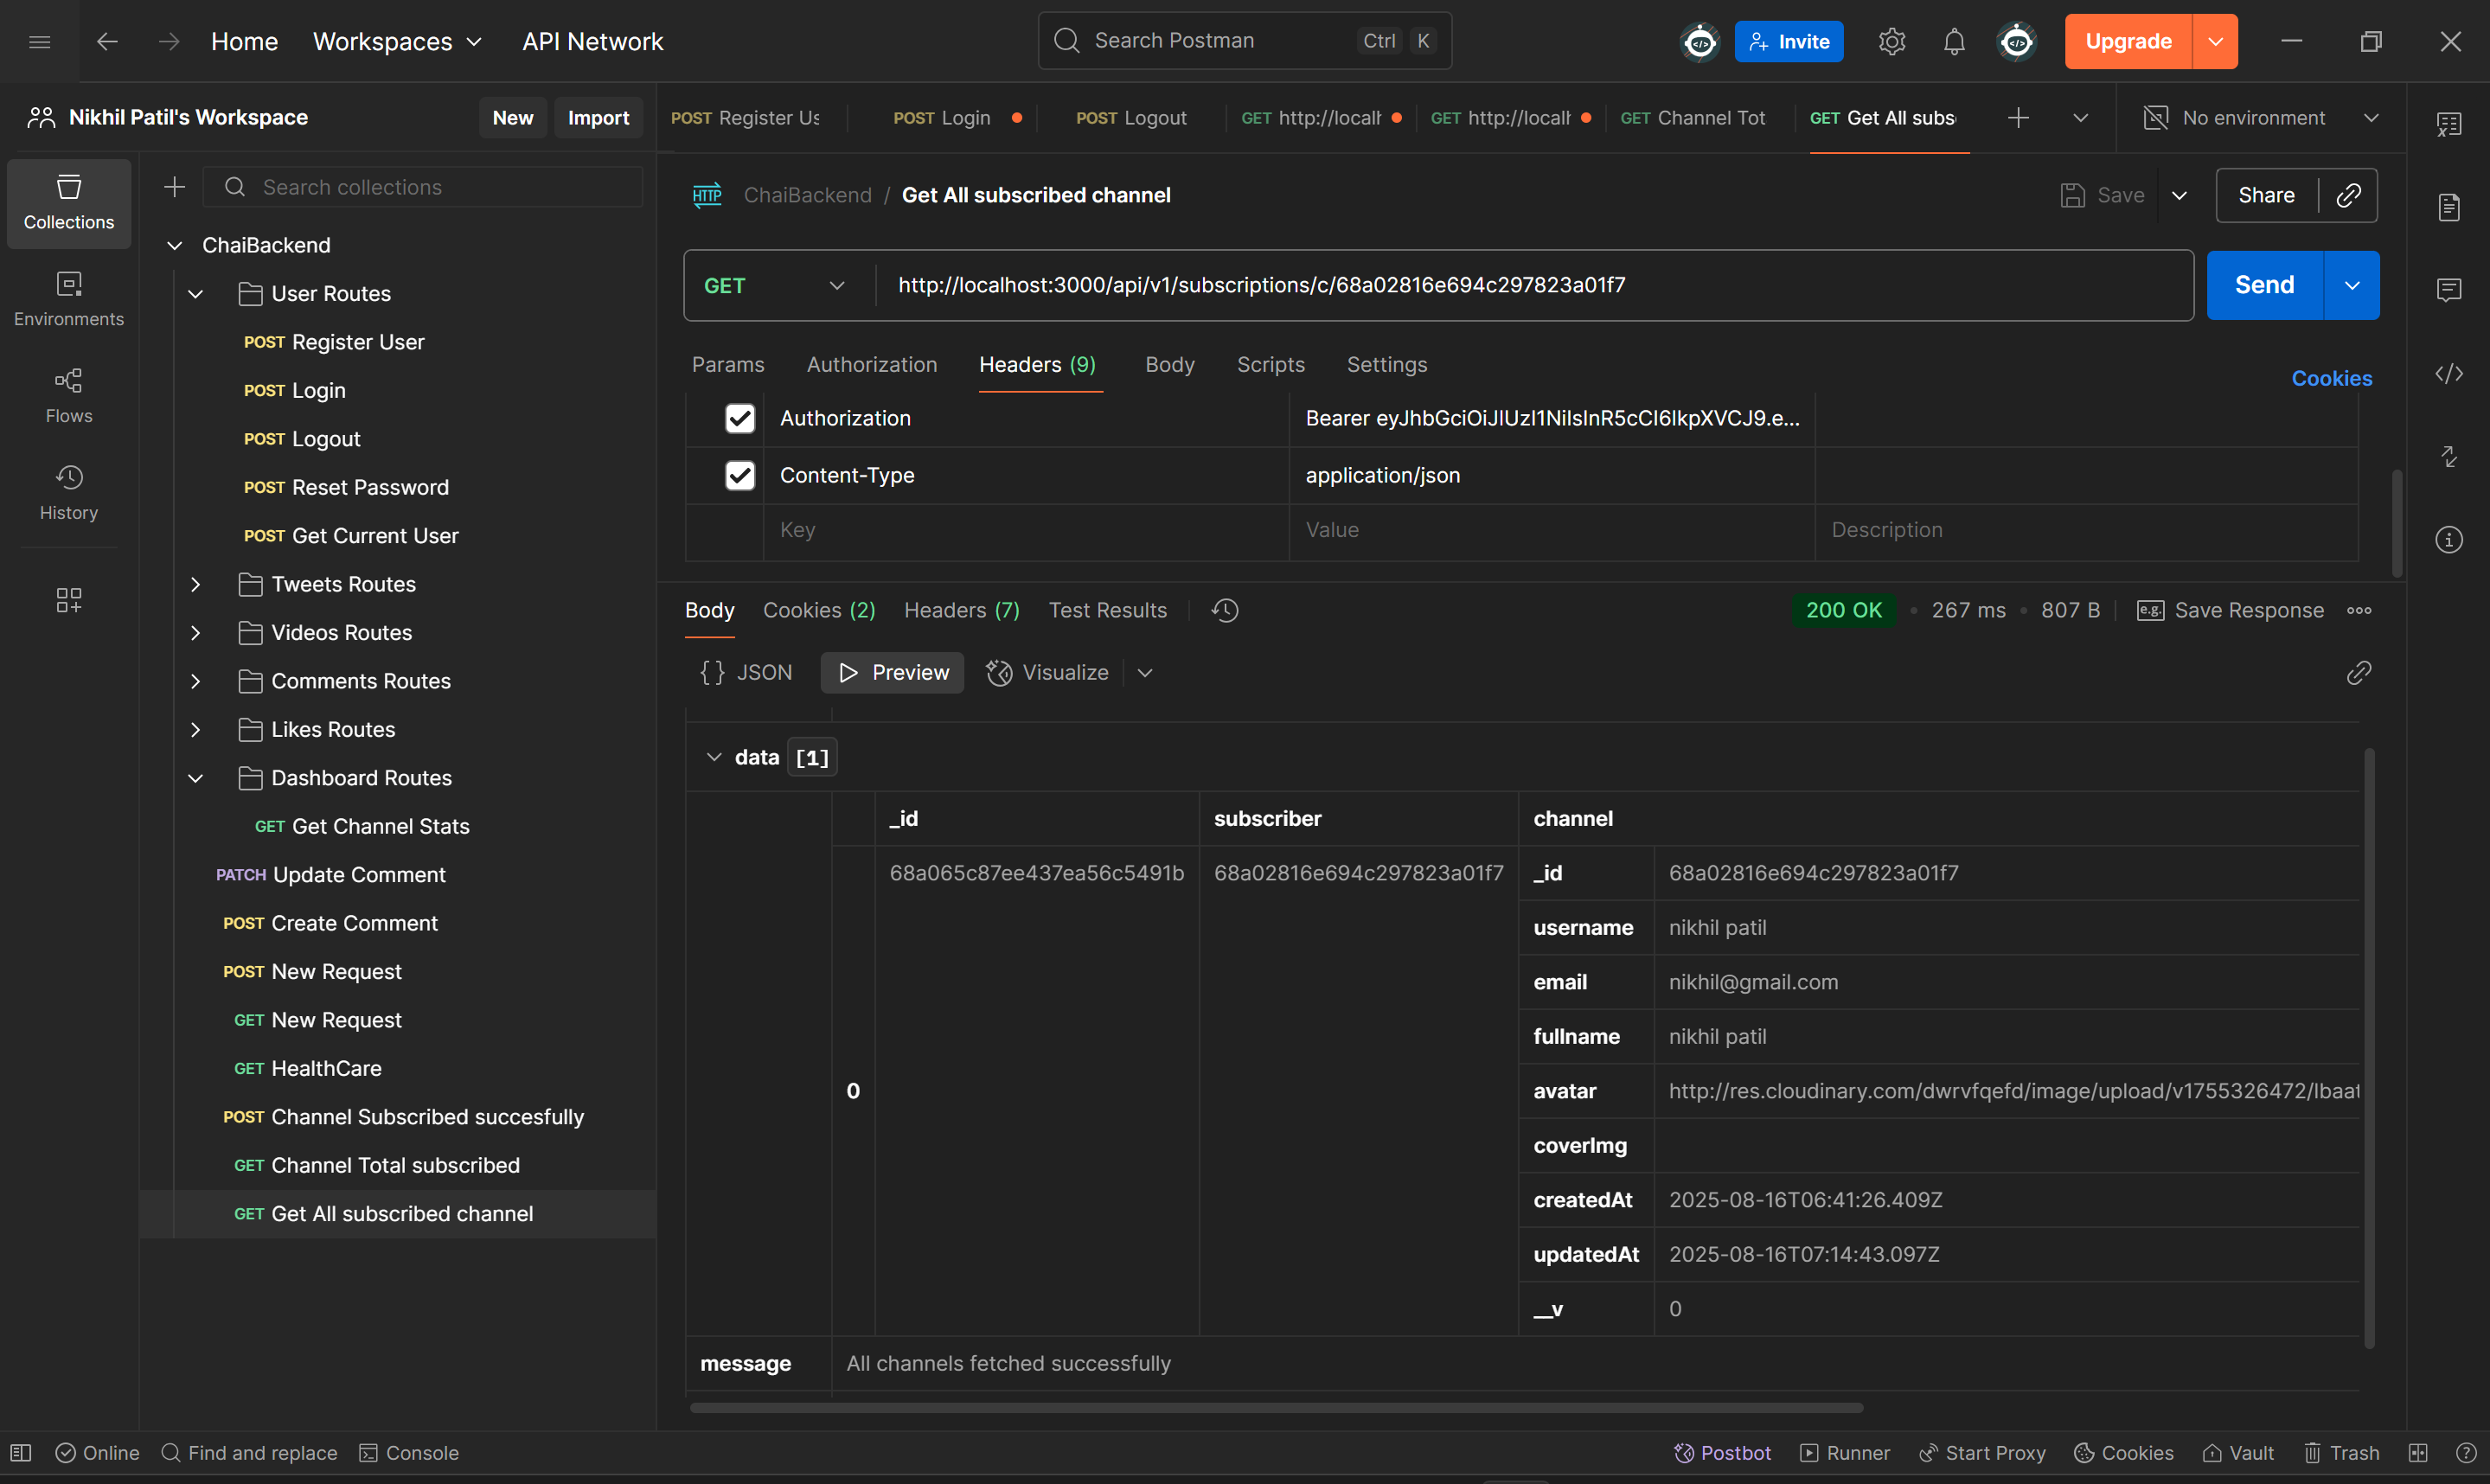 Home
Workspaces
API Network
Search Postman
Ctrl K
Invite
Upgrade
Nikhil Patil's Workspace
New
Import
POST Register Us
POST Login
POST Logout
GET http://localh
GET http://localh
GET Channel Tot
GET Get All subs
No environment
Collections
Environments
Flows
History
Search collections
ChaiBackend
User Routes
POST Register User
POST Login
POST Logout
POST Reset Password
POST Get Current User
Tweets Routes
Videos Routes
Comments Routes
Likes Routes
Dashboard Routes
GET Get Channel Stats
PATCH Update Comment
POST Create Comment
POST New Request
GET New Request
GET HealthCare
POST Channel Subscribed succesfully
GET Channel Total subscribed
GET Get All subscribed channel
HTTP ChaiBackend / Get All subscribed channel
Save
Share
GET
http://localhost:3000/api/v1/subscriptions/c/68a02816e694c297823a01f7
Send
Params
Authorization
Headers (9)
Body
Scripts
Settings
Cookies
Authorization Bearer eyJhbGciOiJIUzI1NiIsInR5cCI6IkpXVCJ9.e...
Content-Type application/json
Key Value Description
Body
Cookies (2)
Headers (7)
Test Results
200 OK
267 ms
807 B
e.g. Save Response
{} JSON
Preview
Visualize
data [1]
_id subscriber channel
0
68a065c87ee437ea56c5491b 68a02816e694c297823a01f7
_id 68a02816e694c297823a01f7
username nikhil patil
email nikhil@gmail.com
fullname nikhil patil
avatar http://res.cloudinary.com/dwrvfqefd/image/upload/v1755326472/lbaat
coverImg
createdAt 2025-08-16T06:41:26.409Z
updatedAt 2025-08-16T07:14:43.097Z
__v 0
message All channels fetched successfully
Online
Find and replace
Console
Postbot
Runner
Start Proxy
Cookies
Vault
Trash